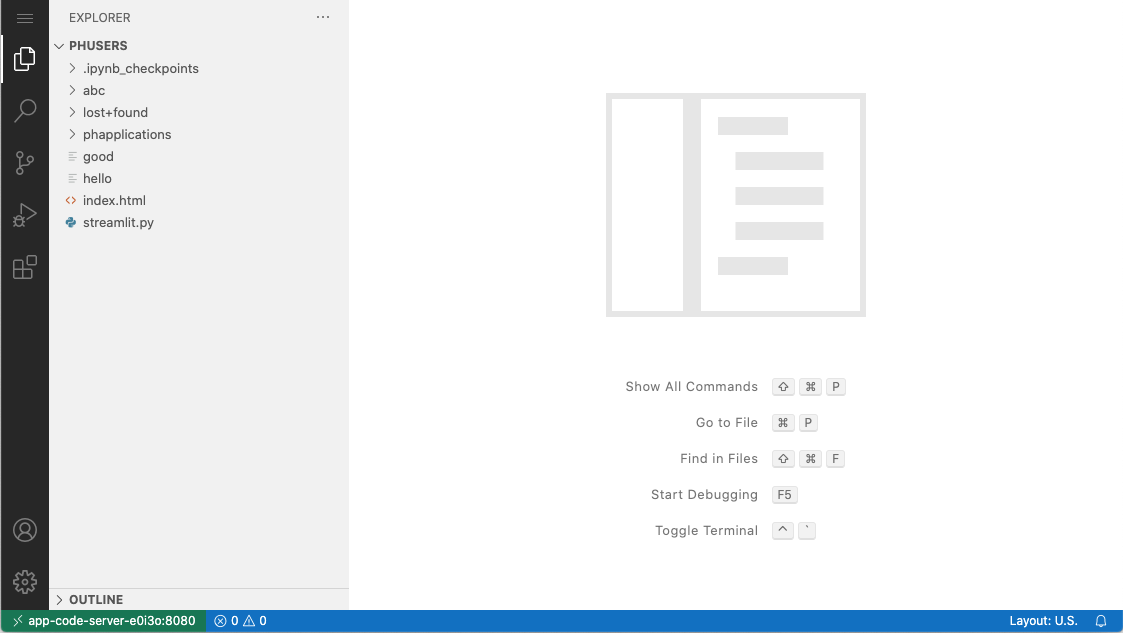 EXPLORER
PHUSERS
.ipynb_checkpoints
abc
lost+found
phapplications
good
hello
index.html
streamlit.py
OUTLINE
Show All Commands ⇧ ⌘ P
Go to File ⌘ P
Find in Files ⇧ ⌘ F
Start Debugging F5
Toggle Terminal ^ `
app-code-server-e0i3o:8080 0 0 Layout: U.S.